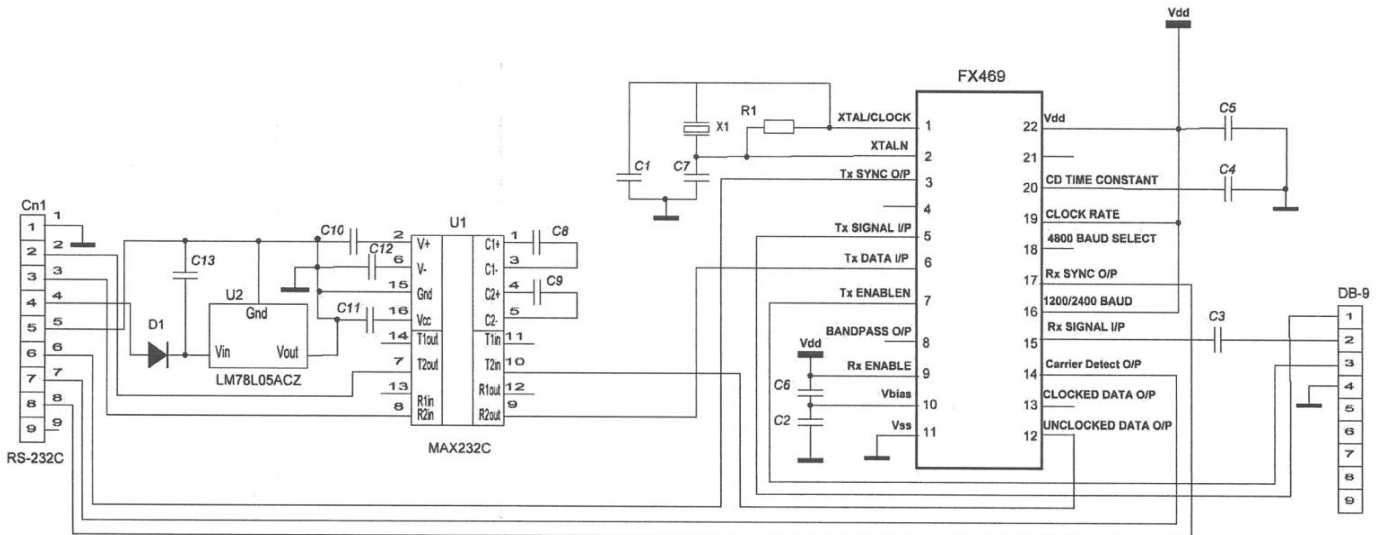 Vdd
FX469
R1
XTAL/CLOCK
1
22
Vdd
C5
X1
XTALN
2
21
C1
C7
Tx SYNC O/P
3
20
CD TIME CONSTANT
C4
4
19
CLOCK RATE
Tx SIGNAL I/P
5
18
4800 BAUD SELECT
Tx DATA I/P
6
17
Rx SYNC O/P
Tx ENABLEN
7
16
1200/2400 BAUD
BANDPASS O/P
8
15
Rx SIGNAL I/P
C3
Vdd
Rx ENABLE
9
14
Carrier Detect O/P
C6
Vbias
10
13
CLOCKED DATA O/P
C2
Vss
11
12
UNCLOCKED DATA O/P
Cn1
1 1
2 2
3 3
4 4
5 5
6 6
7 7
8 8
9 9
RS-232C
C13
U2
Gnd
D1
Vin
Vout
LM78L05ACZ
C10
C12
C11
U1
2 V+
6 V-
15 Gnd
16 Vcc
14 T1out
7 T2out
13 R1in
8 R2in
C1+ 1
C8
C1- 3
C2+ 4
C9
C2- 5
T1in 11
T2in 10
R1out 12
R2out 9
MAX232C
DB-9
1
2
3
4
5
6
7
8
9